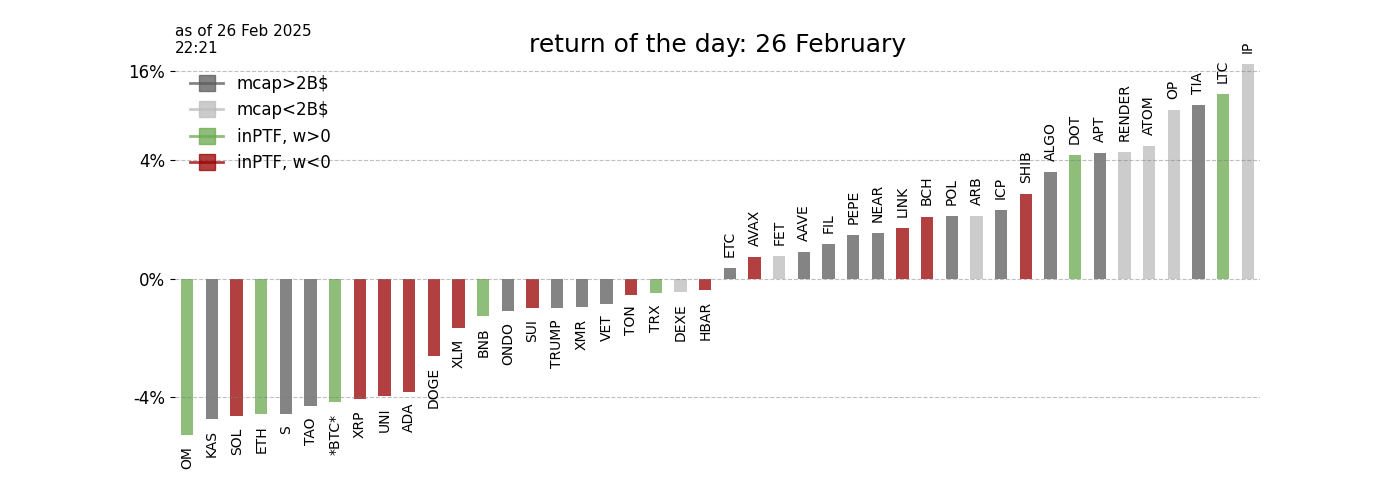 as of 26 Feb 2025
22:21
return of the day: 26 February
16%
4%
0%
-4%
mcap>2B$
mcap<2B$
inPTF, w>0
inPTF, w<0
OM
KAS
SOL
ETH
S
TAO
*BTC*
XRP
UNI
ADA
DOGE
XLM
BNB
ONDO
SUI
TRUMP
XMR
VET
TON
TRX
DEXE
HBAR
ETC
AVAX
FET
AAVE
FIL
PEPE
NEAR
LINK
BCH
POL
ARB
ICP
SHIB
ALGO
DOT
APT
RENDER
ATOM
OP
TIA
LTC
IP